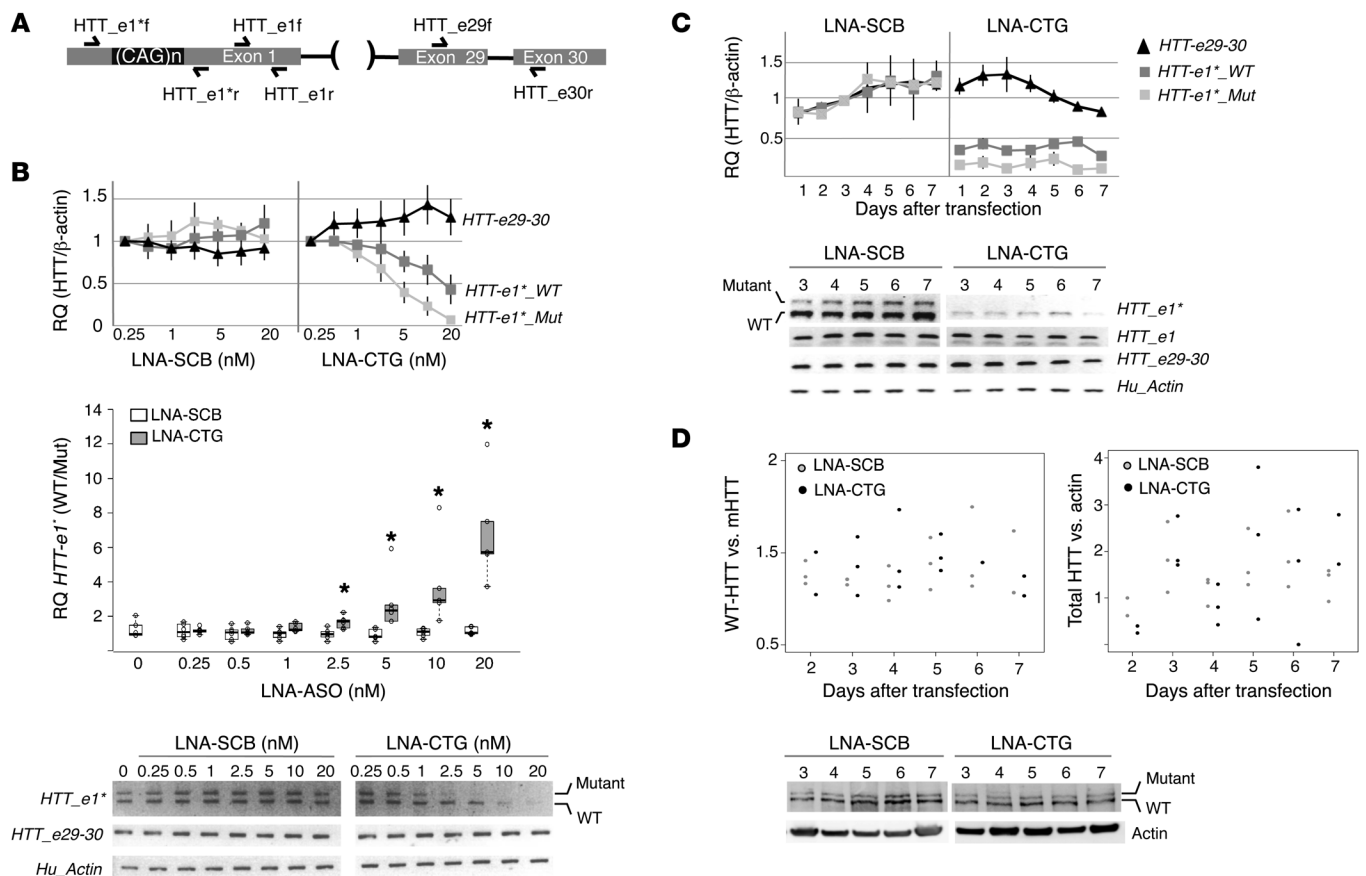 A
HTT_e1*f
HTT_e1f
HTT_e29f
(CAG)n
Exon 1
Exon 29
Exon 30
HTT_e1*r
HTT_e1r
HTT_e30r
B
RQ (HTT/β-actin)
1.5
1
0.5
0
HTT-e29-30
HTT-e1*_WT
HTT-e1*_Mut
0.25 1 5 20
0.25 1 5 20
LNA-SCB (nM)
LNA-CTG (nM)
RQ HTT-e1* (WT/Mut)
14
12
10
8
6
4
2
LNA-SCB
LNA-CTG
*
*
*
*
0 0.25 0.5 1 2.5 5 10 20
LNA-ASO (nM)
LNA-SCB (nM)
LNA-CTG (nM)
0 0.25 0.5 1 2.5 5 10 20
0.25 0.5 1 2.5 5 10 20
HTT_e1*
Mutant
WT
HTT_e29-30
Hu_Actin
C
LNA-SCB
LNA-CTG
RQ (HTT/β-actin)
1.5
1
0.5
HTT-e29-30
HTT-e1*_WT
HTT-e1*_Mut
1 2 3 4 5 6 7
1 2 3 4 5 6 7
Days after transfection
Days after transfection
LNA-SCB
LNA-CTG
3 4 5 6 7
3 4 5 6 7
Mutant
WT
HTT_e1*
HTT_e1
HTT_e29-30
Hu_Actin
D
WT-HTT vs. mHTT
2
1.5
0.5
LNA-SCB
LNA-CTG
2 3 4 5 6 7
Days after transfection
Total HTT vs. actin
4
3
2
1
LNA-SCB
LNA-CTG
2 3 4 5 6 7
Days after transfection
LNA-SCB
LNA-CTG
3 4 5 6 7
3 4 5 6 7
Mutant
WT
Actin